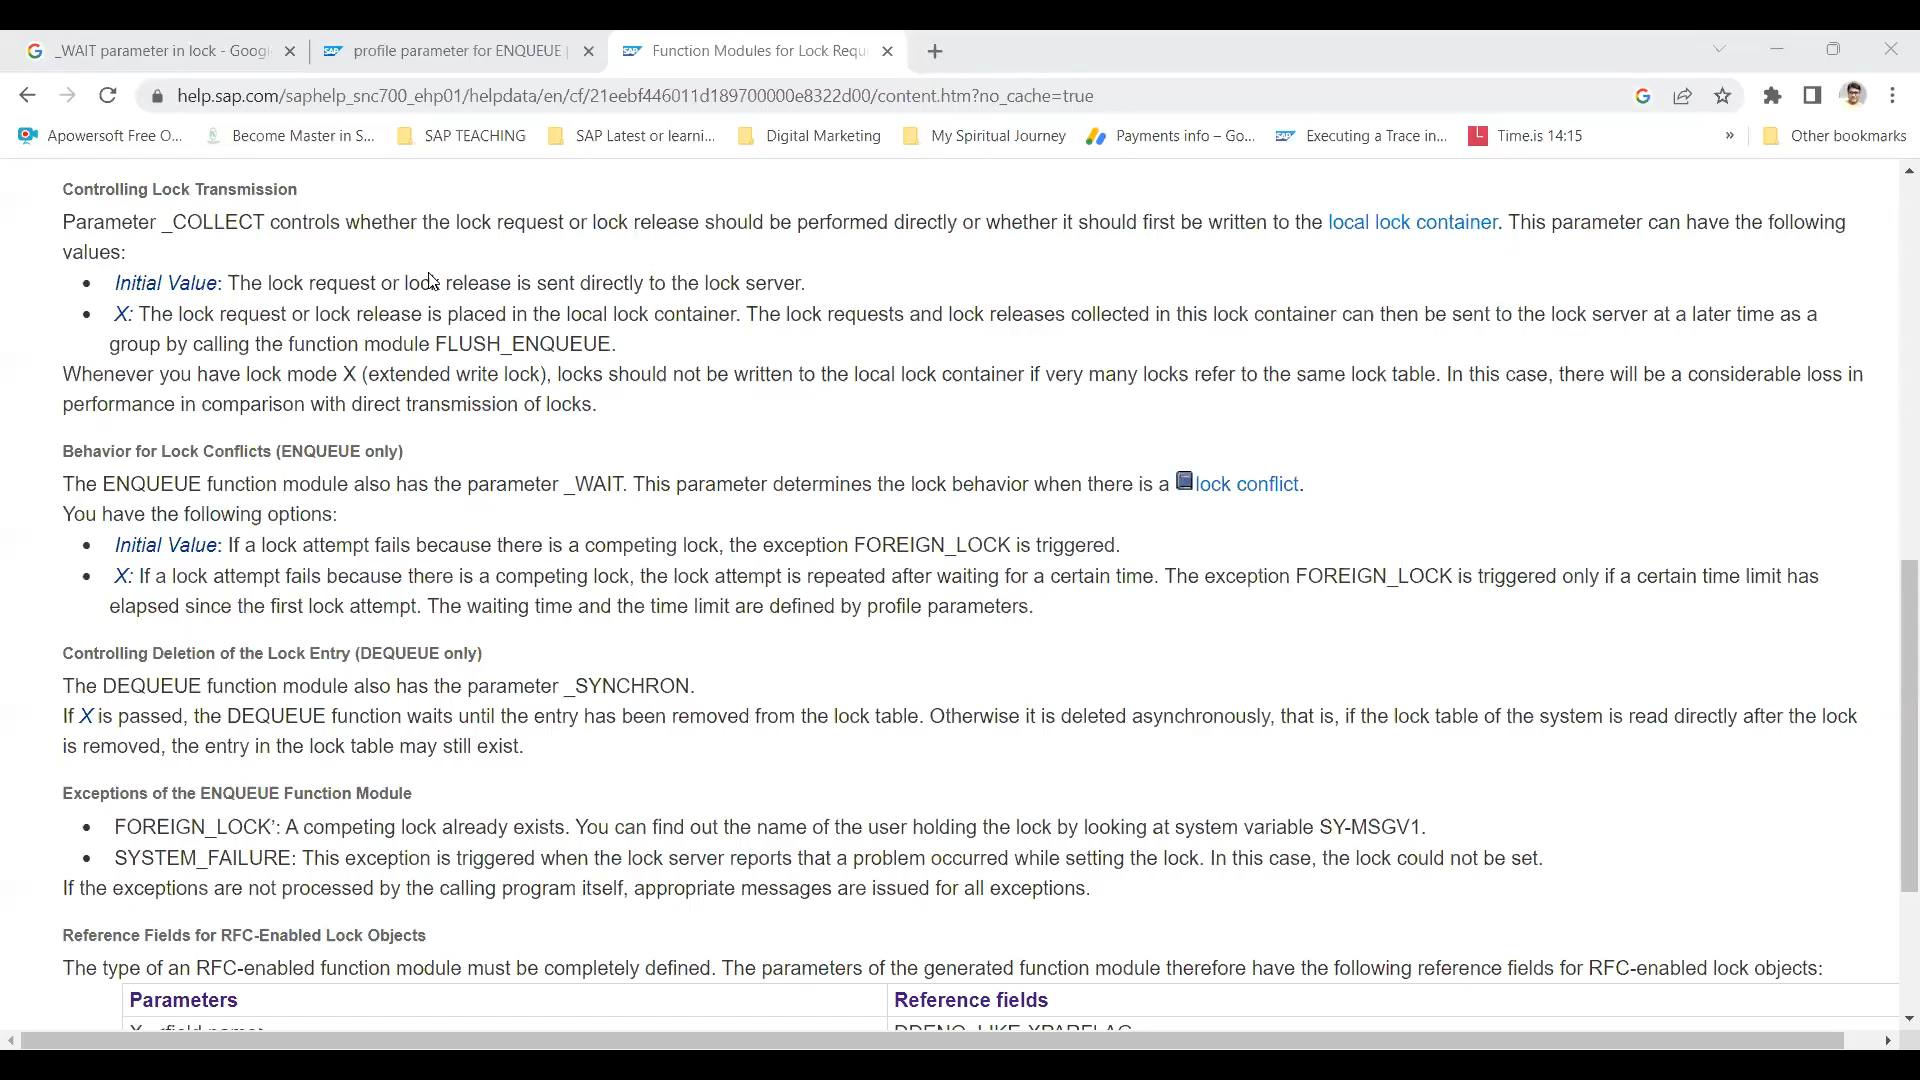 _WAIT parameter in lock - Googl
profile parameter for ENQUEUE |
Function Modules for Lock Requ
help.sap.com/saphelp_snc700_ehp01/helpdata/en/cf/21eebf446011d189700000e8322d00/content.htm?no_cache=true
Apowersoft Free O...
Become Master in S...
SAP TEACHING
SAP Latest or learni...
Digital Marketing
My Spiritual Journey
Payments info – Go...
Executing a Trace in...
Time.is 14:15
»
Other bookmarks
Controlling Lock Transmission
Parameter _COLLECT controls whether the lock request or lock release should be performed directly or whether it should first be written to the local lock container. This parameter can have the following
values:
• Initial Value: The lock request or lock release is sent directly to the lock server.
• X: The lock request or lock release is placed in the local lock container. The lock requests and lock releases collected in this lock container can then be sent to the lock server at a later time as a
group by calling the function module FLUSH_ENQUEUE.
Whenever you have lock mode X (extended write lock), locks should not be written to the local lock container if very many locks refer to the same lock table. In this case, there will be a considerable loss in
performance in comparison with direct transmission of locks.
Behavior for Lock Conflicts (ENQUEUE only)
The ENQUEUE function module also has the parameter _WAIT. This parameter determines the lock behavior when there is a lock conflict.
You have the following options:
• Initial Value: If a lock attempt fails because there is a competing lock, the exception FOREIGN_LOCK is triggered.
• X: If a lock attempt fails because there is a competing lock, the lock attempt is repeated after waiting for a certain time. The exception FOREIGN_LOCK is triggered only if a certain time limit has
elapsed since the first lock attempt. The waiting time and the time limit are defined by profile parameters.
Controlling Deletion of the Lock Entry (DEQUEUE only)
The DEQUEUE function module also has the parameter _SYNCHRON.
If X is passed, the DEQUEUE function waits until the entry has been removed from the lock table. Otherwise it is deleted asynchronously, that is, if the lock table of the system is read directly after the lock
is removed, the entry in the lock table may still exist.
Exceptions of the ENQUEUE Function Module
• FOREIGN_LOCK’: A competing lock already exists. You can find out the name of the user holding the lock by looking at system variable SY-MSGV1.
• SYSTEM_FAILURE: This exception is triggered when the lock server reports that a problem occurred while setting the lock. In this case, the lock could not be set.
If the exceptions are not processed by the calling program itself, appropriate messages are issued for all exceptions.
Reference Fields for RFC-Enabled Lock Objects
The type of an RFC-enabled function module must be completely defined. The parameters of the generated function module therefore have the following reference fields for RFC-enabled lock objects:
Parameters Reference fields